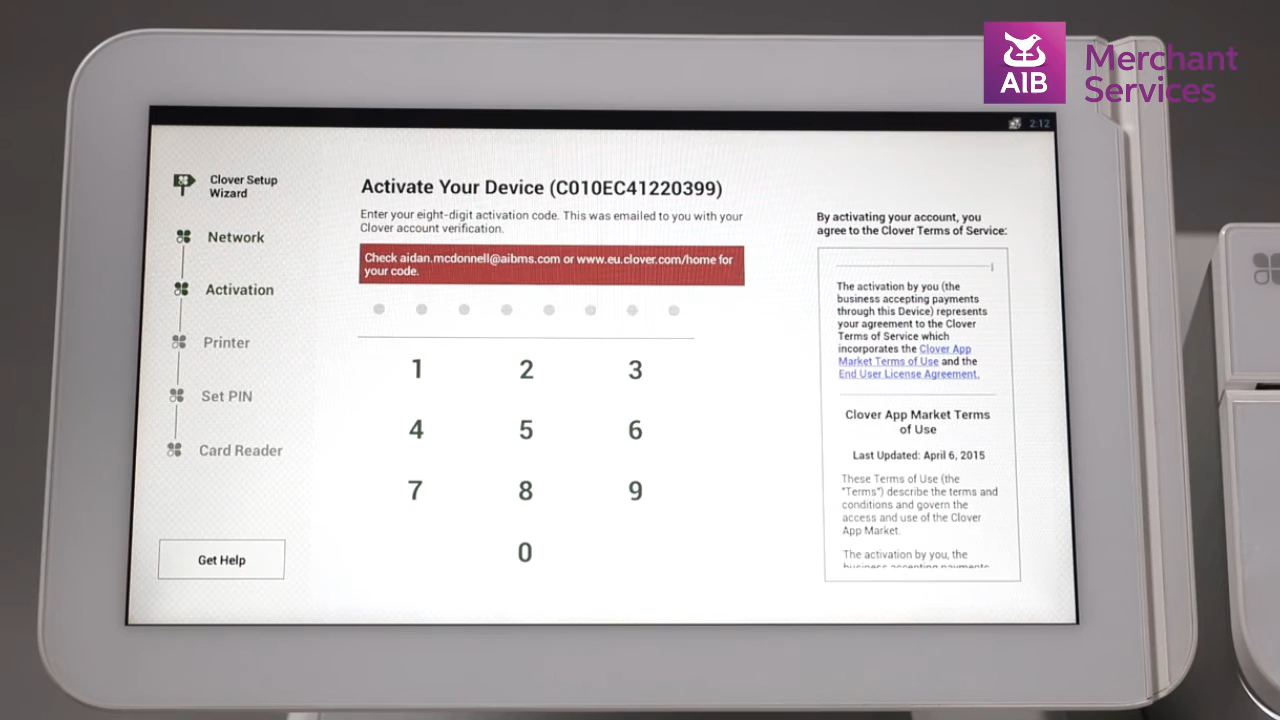 AIB
Merchant
Services
2:12
Clover Setup
Wizard
Network
Activation
Printer
Set PIN
Card Reader
Get Help
Activate Your Device (C010EC41220399)
Enter your eight-digit activation code. This was emailed to you with your
Clover account verification.
Check aidan.mcdonnell@aibms.com or www.eu.clover.com/home for
your code.
1 2 3
4 5 6
7 8 9
0
By activating your account, you
agree to the Clover Terms of Service:
The activation by you (the
business accepting payments
through this Device) represents
your agreement to the Clover
Terms of Service which
incorporates the Clover App
Market Terms of Use and the
End User License Agreement.
Clover App Market Terms
of Use
Last Updated: April 6, 2015
These Terms of Use (the
"Terms") describe the terms and
conditions and govern the
access and use of the Clover
App Market.
The activation by you, the
business accepting payments